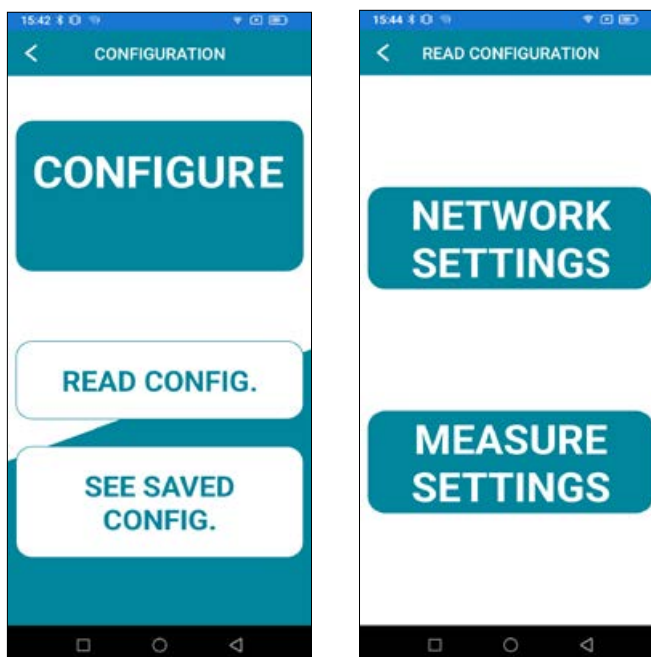 15:42
CONFIGURATION
CONFIGURE
READ CONFIG.
SEE SAVED
CONFIG.
15:44
READ CONFIGURATION
NETWORK
SETTINGS
MEASURE
SETTINGS